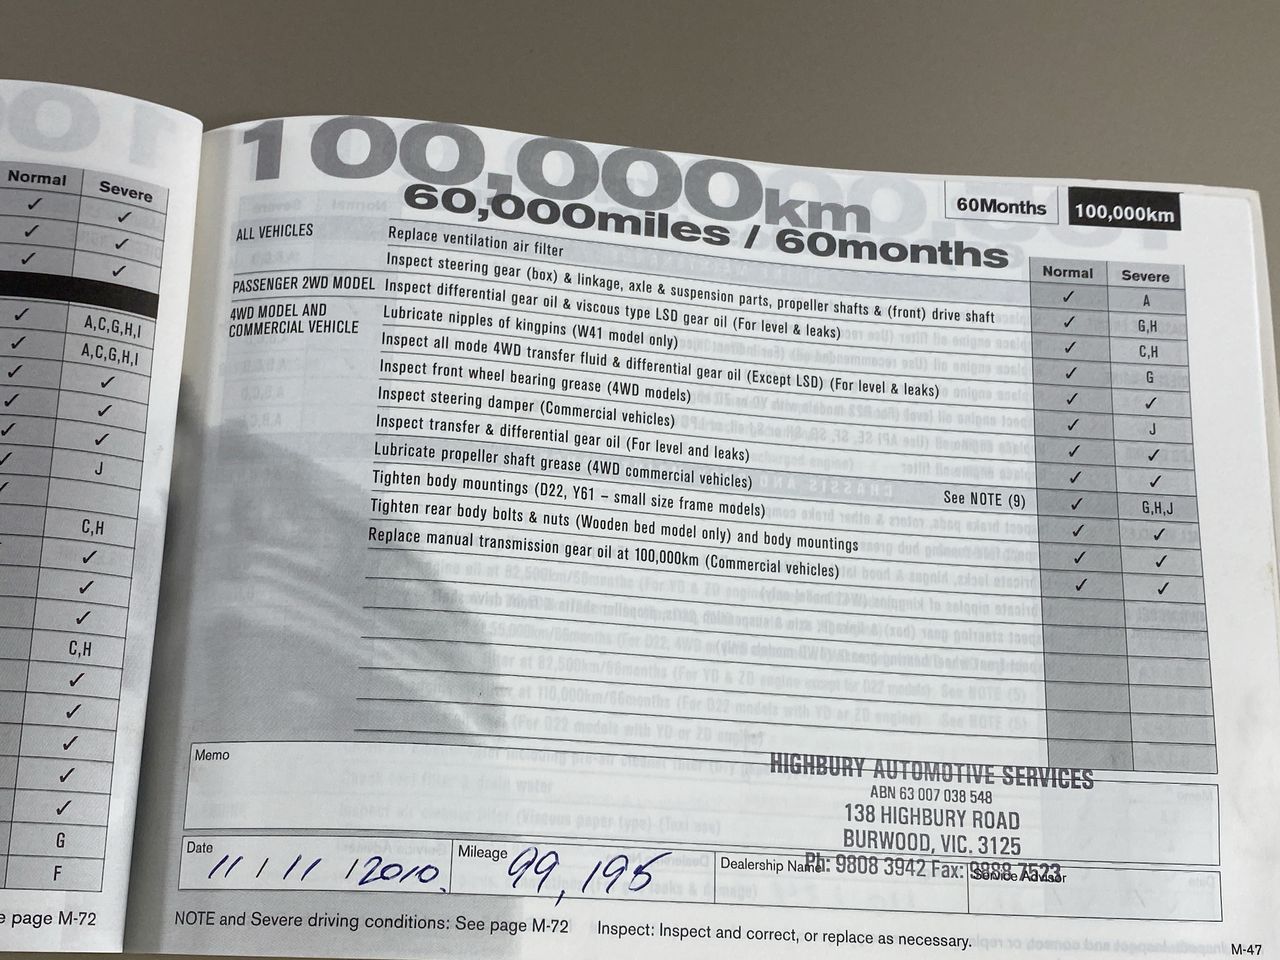 Normal Severe
✓ ✓
✓ ✓
✓ ✓
✓ A,C,G,H,I
✓ A,C,G,H,I
✓ ✓
✓ ✓
✓ ✓
✓ J
✓
C,H
✓
✓
✓
C,H
✓
✓
✓
✓
✓
G
F
page M-72
100,000km
60,000miles / 60months
60Months 100,000km
Normal Severe
ALL VEHICLES Replace ventilation air filter ✓ A
Inspect steering gear (box) & linkage, axle & suspension parts, propeller shafts & (front) drive shaft ✓ G,H
PASSENGER 2WD MODEL Inspect differential gear oil & viscous type LSD gear oil (For level & leaks) ✓ C,H
4WD MODEL AND COMMERCIAL VEHICLE Lubricate nipples of kingpins (W41 model only) ✓ G
Inspect all mode 4WD transfer fluid & differential gear oil (Except LSD) (For level & leaks) ✓ ✓
Inspect front wheel bearing grease (4WD models) ✓ J
Inspect steering damper (Commercial vehicles) ✓ ✓
Inspect transfer & differential gear oil (For level and leaks) ✓ ✓
Lubricate propeller shaft grease (4WD commercial vehicles) See NOTE (9) ✓ G,H,J
Tighten body mountings (D22, Y61 – small size frame models) ✓ ✓
Tighten rear body bolts & nuts (Wooden bed model only) and body mountings ✓ ✓
Replace manual transmission gear oil at 100,000km (Commercial vehicles) ✓ ✓
Memo
HIGHBURY AUTOMOTIVE SERVICES
ABN 63 007 038 548
138 HIGHBURY ROAD
BURWOOD, VIC. 3125
Ph: 9808 3942 Fax: 9888 7523
Date 11 / 11 / 2010 Mileage 99,195 Dealership Name Service Advisor
NOTE and Severe driving conditions: See page M-72 Inspect: Inspect and correct, or replace as necessary.
M-47